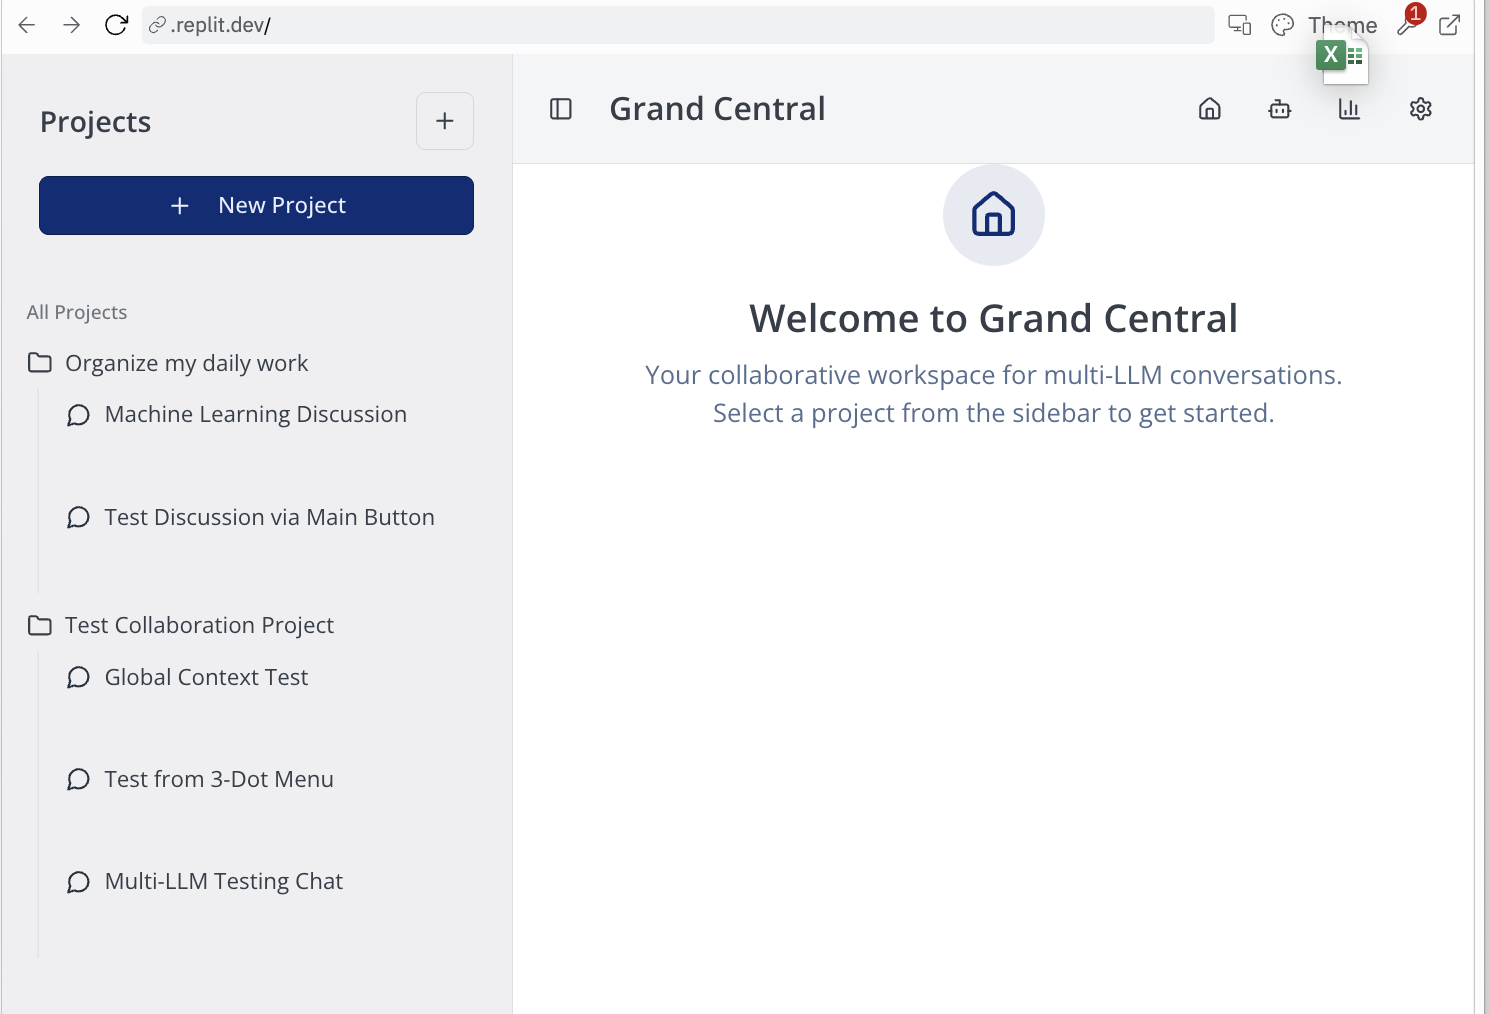 .replit.dev/
Theme
1
X
Projects
New Project
All Projects
Organize my daily work
Machine Learning Discussion
Test Discussion via Main Button
Test Collaboration Project
Global Context Test
Test from 3-Dot Menu
Multi-LLM Testing Chat
Grand Central
Welcome to Grand Central
Your collaborative workspace for multi-LLM conversations.
Select a project from the sidebar to get started.